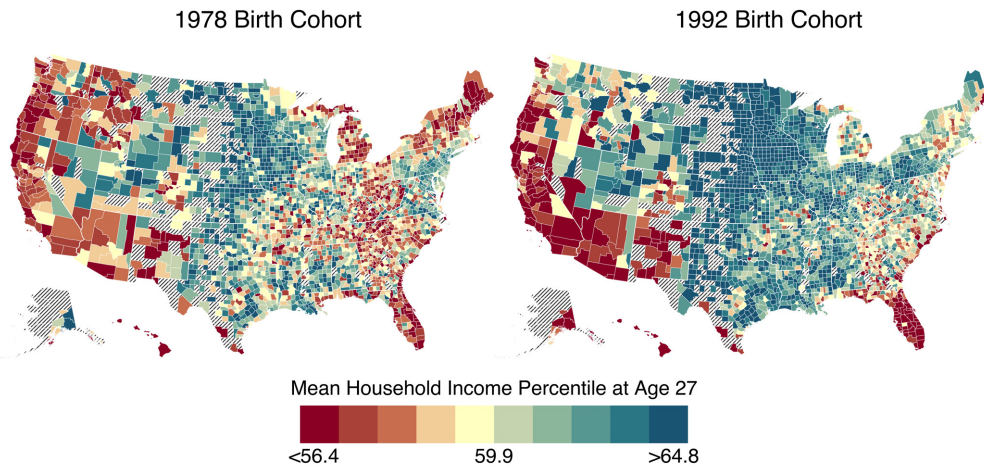 1978 Birth Cohort
1992 Birth Cohort
Mean Household Income Percentile at Age 27
<56.4
59.9
>64.8